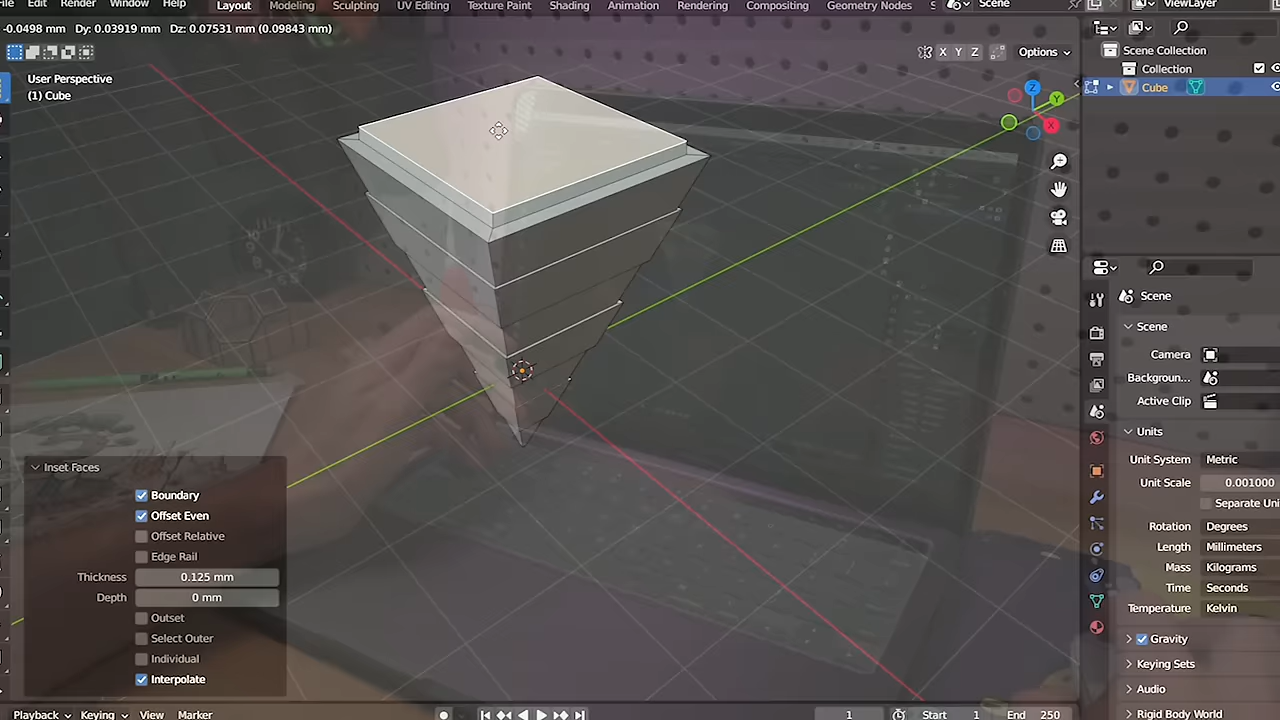 File Edit Render Window Help Layout Modeling Sculpting UV Editing Texture Paint Shading Animation Rendering Compositing Geometry Nodes S Scene ViewLayer
-0.0498 mm Dy: 0.03919 mm Dz: 0.07531 mm (0.09843 mm)
X Y Z Options
User Perspective
(1) Cube
Scene Collection
Collection
Cube
Z
Y
X
Scene
Scene
Camera
Backgroun...
Active Clip
Units
Unit System Metric
Unit Scale 0.001000
Separate Uni
Rotation Degrees
Length Millimeters
Mass Kilograms
Time Seconds
Temperature Kelvin
Gravity
Keying Sets
Audio
Rigid Body World
Inset Faces
Boundary
Offset Even
Offset Relative
Edge Rail
Thickness 0.125 mm
Depth 0 mm
Outset
Select Outer
Individual
Interpolate
Playback Keying View Marker 1 Start 1 End 250